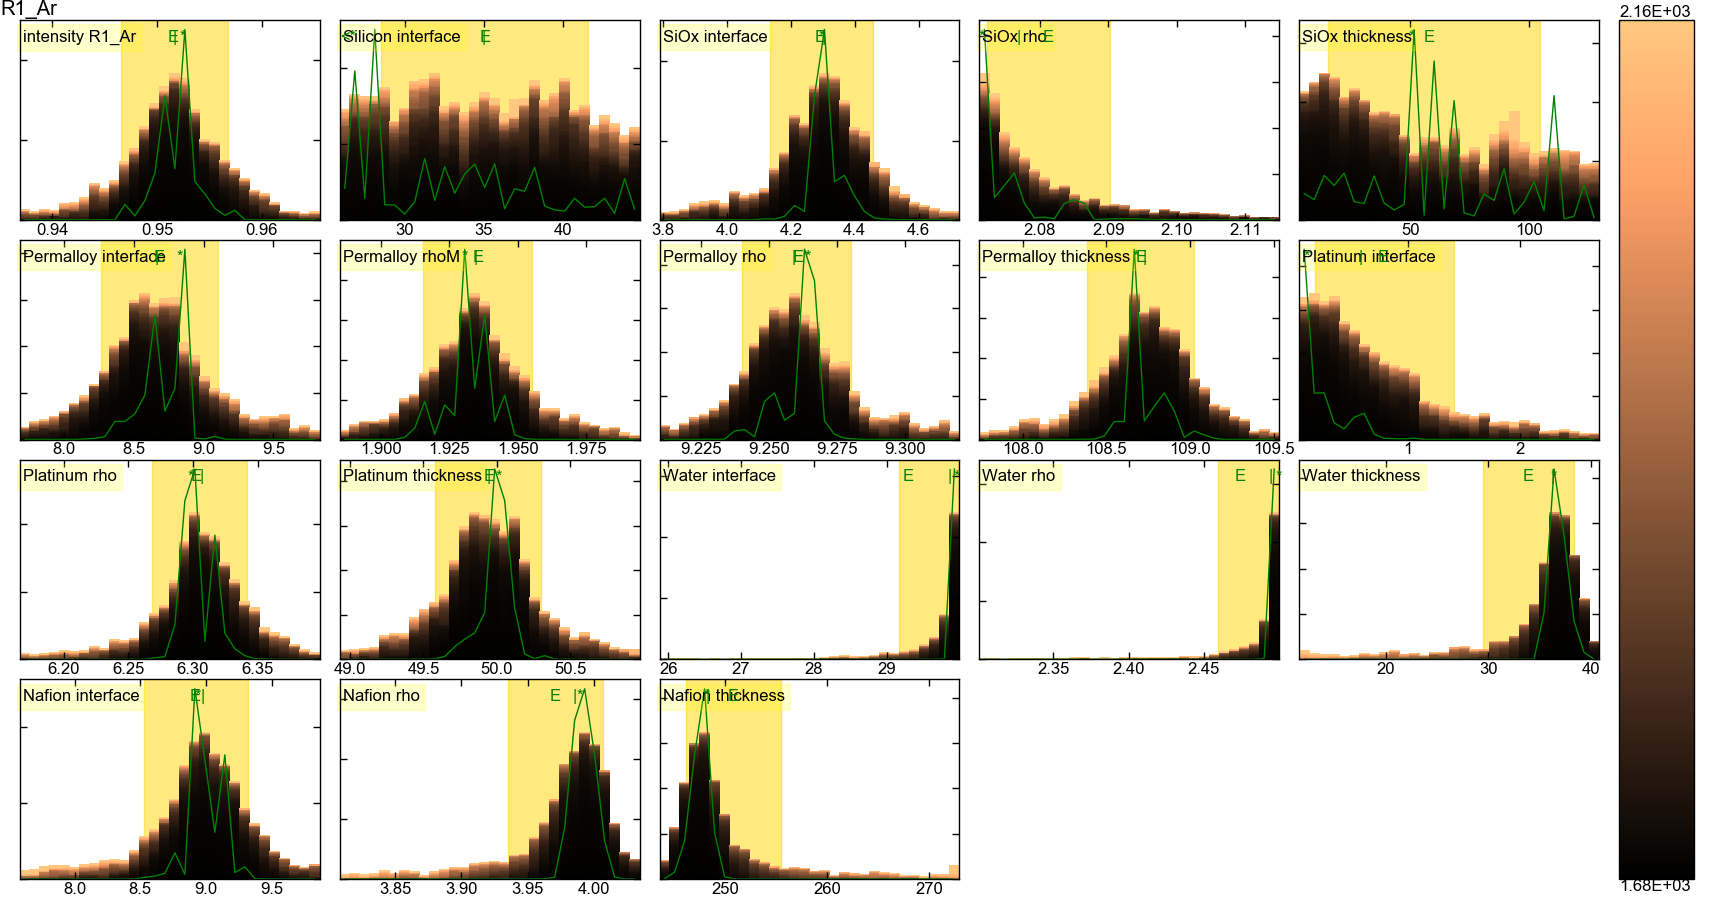 R1_Ar
2.16E+03
intensity R1_Ar
E| *
0.94 0.95 0.96
Silicon interface
E
30 35 40
SiOx interface
E
3.8 4.0 4.2 4.4 4.6
SiOx rho
* | E
2.08 2.09 2.10 2.11
SiOx thickness
|* E
50 100
Permalloy interface
|E *
8.0 8.5 9.0 9.5
Permalloy rhoM
* |E
1.900 1.925 1.950 1.975
Permalloy rho
|E*
9.225 9.250 9.275 9.300
Permalloy thickness
* E|
108.0 108.5 109.0 109.5
Platinum interface
* | E
1 2
Platinum rho
*E|
6.20 6.25 6.30 6.35
Platinum thickness
|E*
49.0 49.5 50.0 50.5
Water interface
E |*
26 27 28 29
Water rho
E |*
2.35 2.40 2.45
Water thickness
E *
20 30 40
Nafion interface
E|
8.0 8.5 9.0 9.5
Nafion rho
E |*
3.85 3.90 3.95 4.00
Nafion thickness
* E
250 260 270
1.68E+03